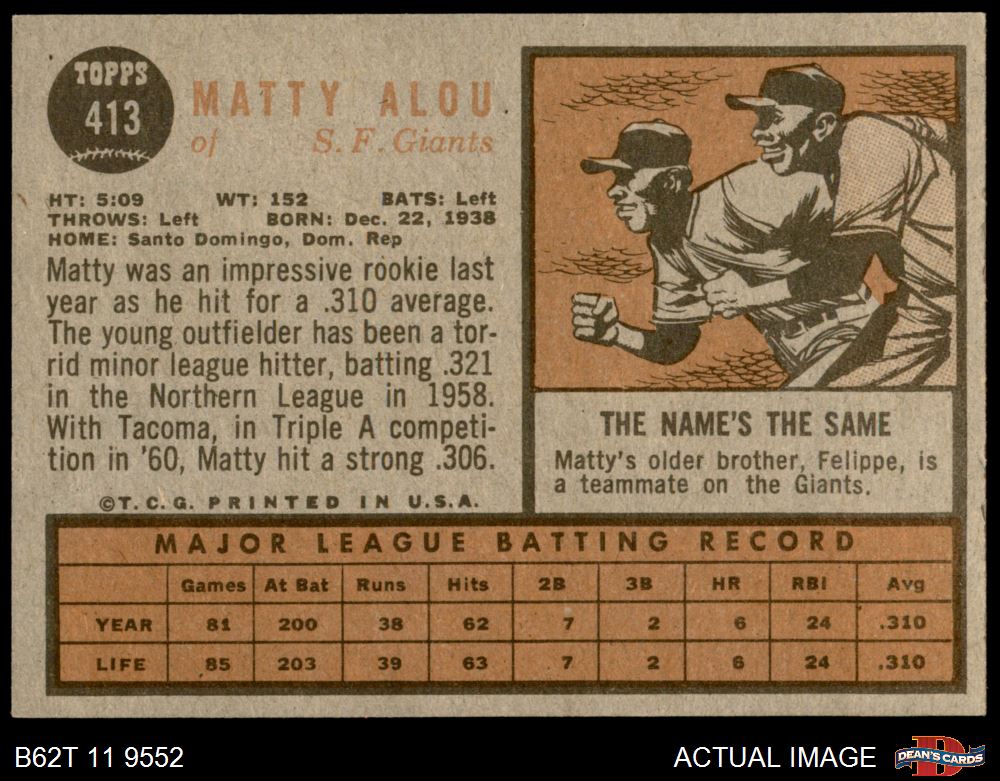 TOPPS
413
MATTY ALOU
of S. F. Giants
HT: 5:09 WT: 152 BATS: Left
THROWS: Left BORN: Dec. 22, 1938
HOME: Santo Domingo, Dom. Rep
Matty was an impressive rookie last
year as he hit for a .310 average.
The young outfielder has been a tor-
rid minor league hitter, batting .321
in the Northern League in 1958.
With Tacoma, in Triple A competi-
tion in '60, Matty hit a strong .306.
©T.C.G. PRINTED IN U.S.A.
THE NAME'S THE SAME
Matty's older brother, Felippe, is
a teammate on the Giants.
MAJOR LEAGUE BATTING RECORD
Games At Bat Runs Hits 2B 3B HR RBI Avg
YEAR 81 200 38 62 7 2 6 24 .310
LIFE 85 203 39 63 7 2 6 24 .310
B62T 11 9552
ACTUAL IMAGE
D
DEAN'S CARDS